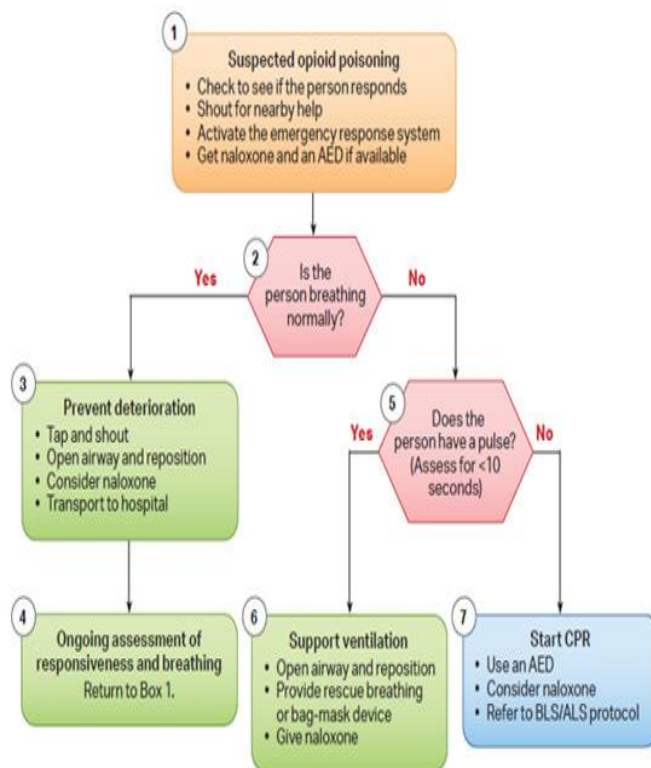 1
Suspected opioid poisoning
• Check to see if the person responds
• Shout for nearby help
• Activate the emergency response system
• Get naloxone and an AED if available
2
Is the
person breathing
normally?
Yes
No
3
Prevent deterioration
• Tap and shout
• Open airway and reposition
• Consider naloxone
• Transport to hospital
4
Ongoing assessment of
responsiveness and breathing
Return to Box 1.
5
Does the
person have a pulse?
(Assess for <10
seconds)
Yes
No
6
Support ventilation
• Open airway and reposition
• Provide rescue breathing
or bag-mask device
• Give naloxone
7
Start CPR
• Use an AED
• Consider naloxone
• Refer to BLS/ALS protocol